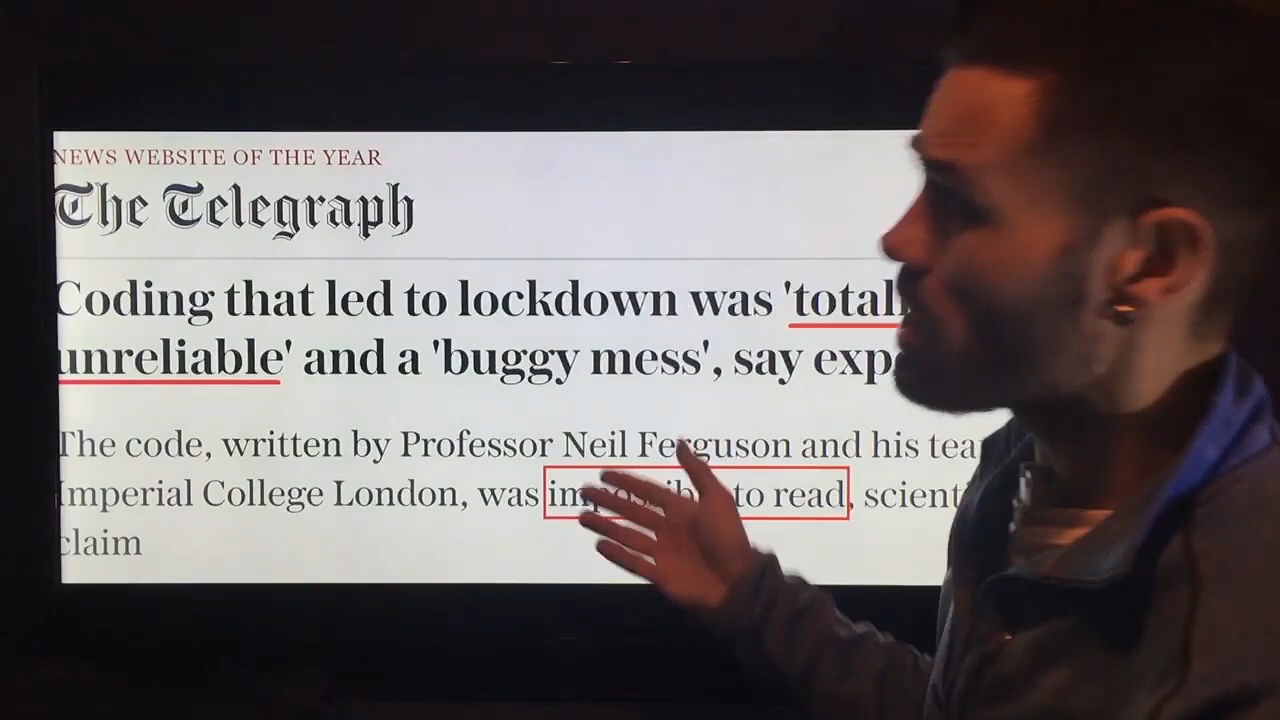 NEWS WEBSITE OF THE YEAR
The Telegraph
Coding that led to lockdown was 'total
unreliable' and a 'buggy mess', say exp
The code, written by Professor Neil Ferguson and his tea
Imperial College London, was to read, scienti
claim